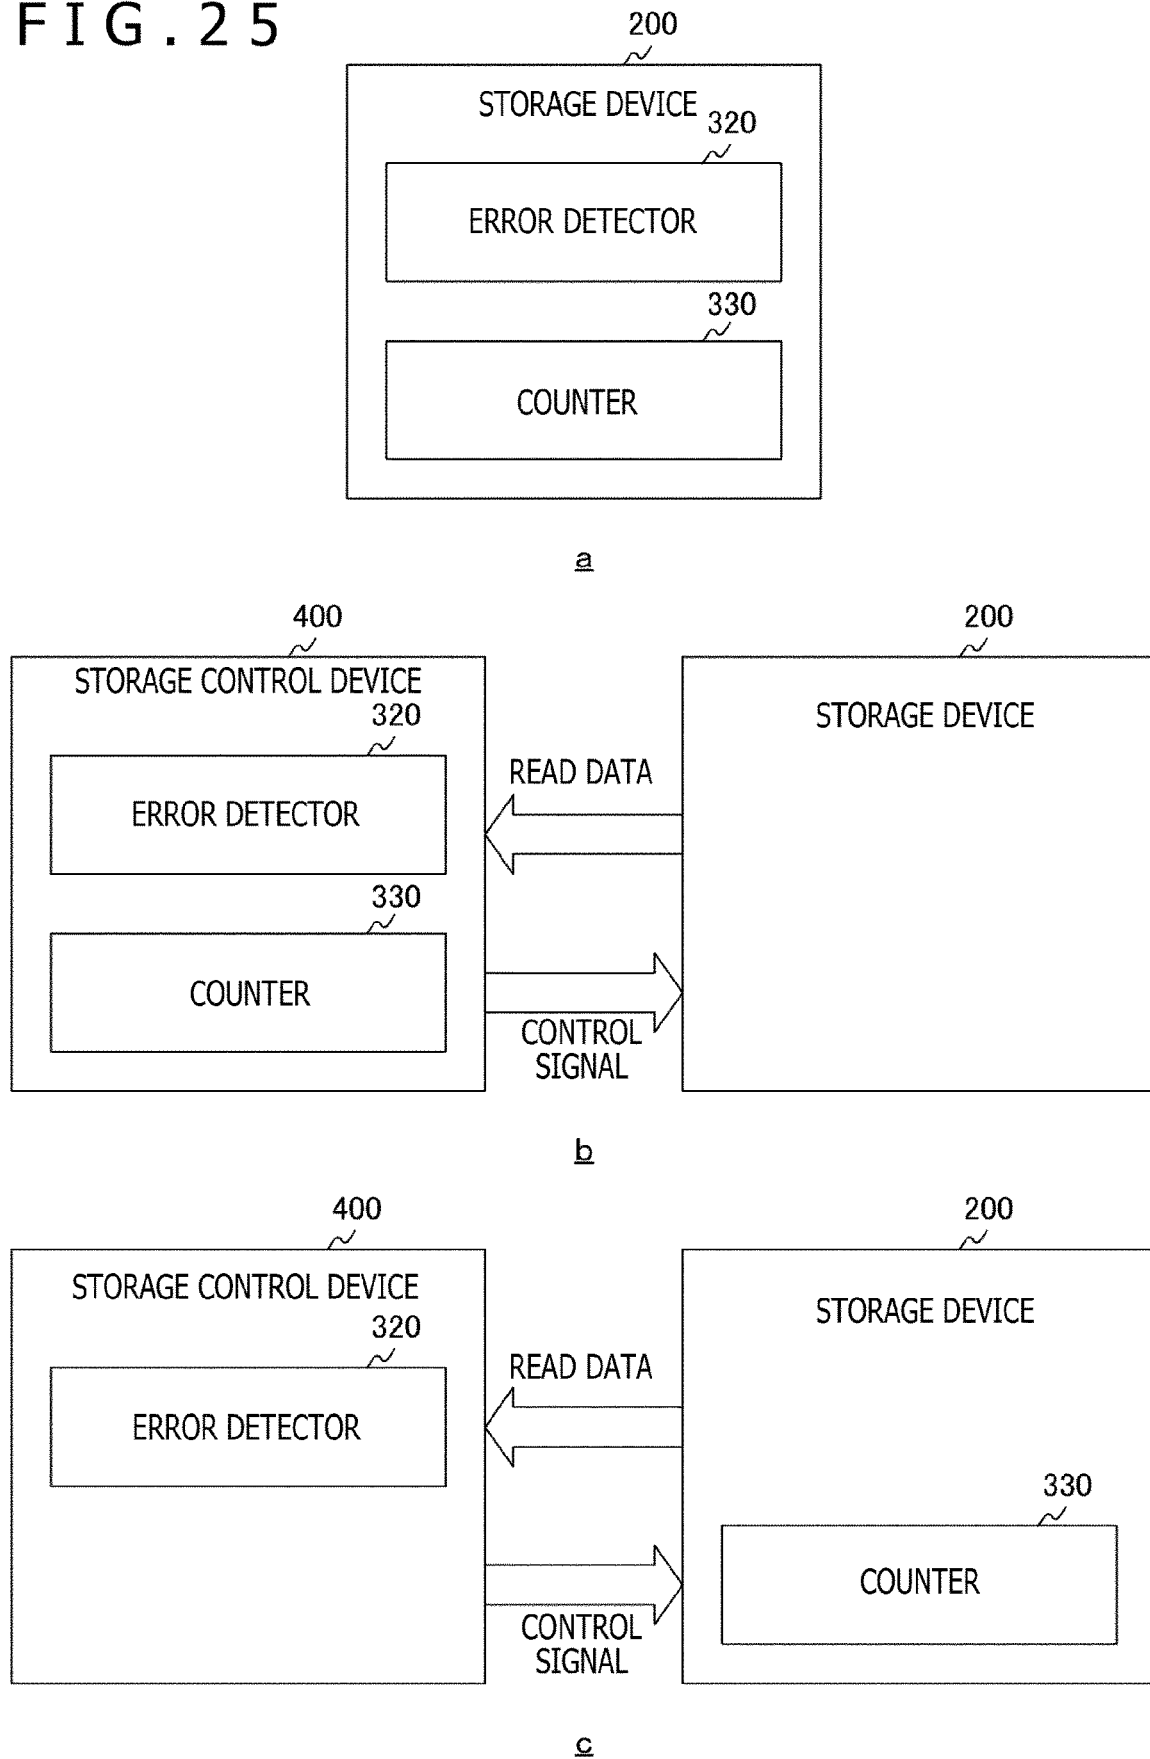 FIG.25
200
STORAGE DEVICE
320
ERROR DETECTOR
330
COUNTER
a
400
200
STORAGE CONTROL DEVICE
STORAGE DEVICE
320
READ DATA
ERROR DETECTOR
330
COUNTER
CONTROL
SIGNAL
b
400
200
STORAGE CONTROL DEVICE
STORAGE DEVICE
320
READ DATA
ERROR DETECTOR
330
COUNTER
CONTROL
SIGNAL
c